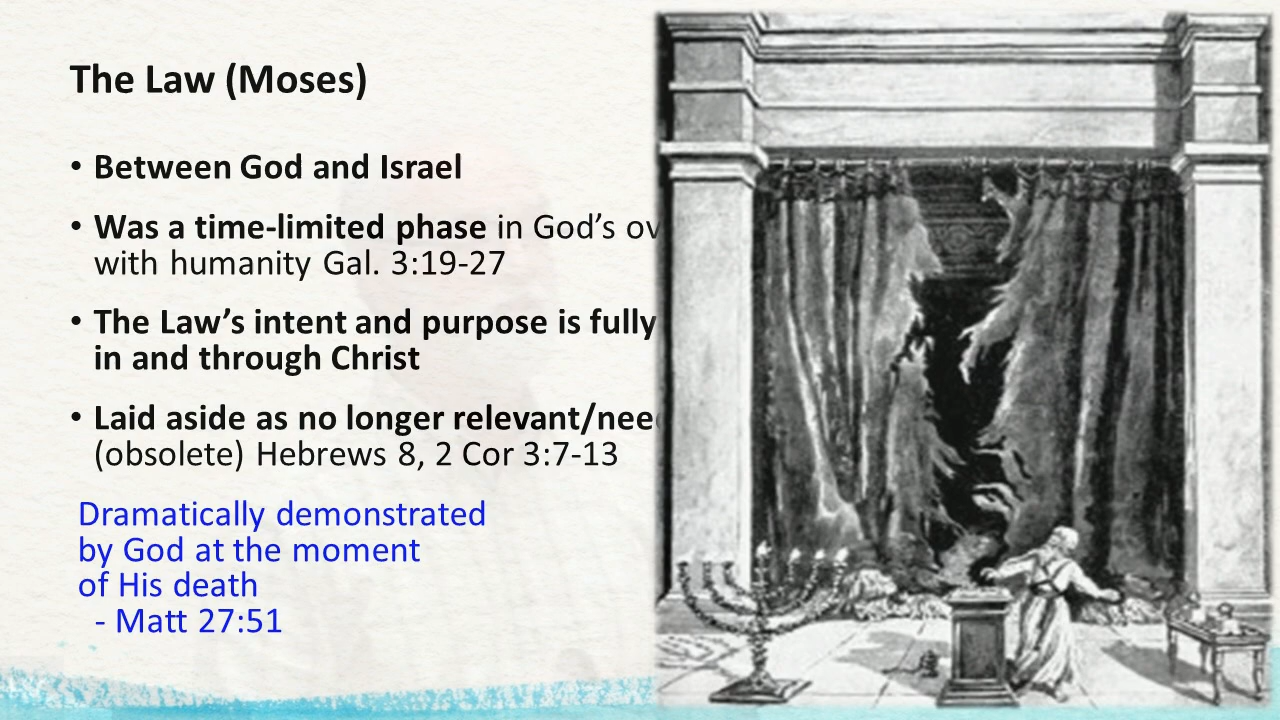 The Law (Moses)
• Between God and Israel
• Was a time-limited phase in God’s ov
with humanity Gal. 3:19-27
• The Law’s intent and purpose is fully
in and through Christ
• Laid aside as no longer relevant/nee
(obsolete) Hebrews 8, 2 Cor 3:7-13
Dramatically demonstrated
by God at the moment
of His death
- Matt 27:51